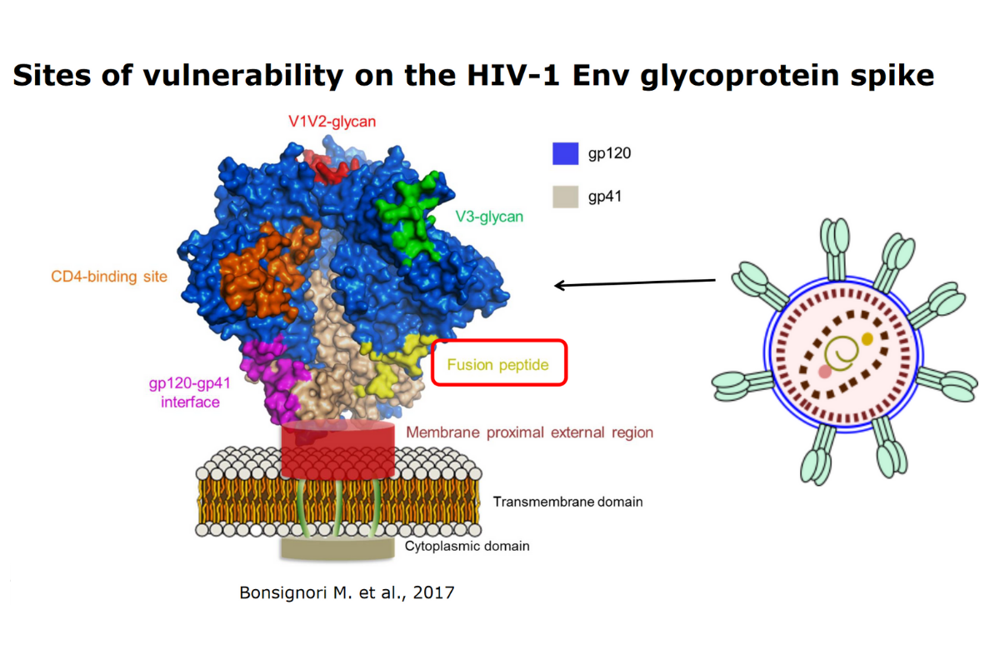 Sites of vulnerability on the HIV-1 Env glycoprotein spike
V1V2-glycan
gp120
gp41
V3-glycan
CD4-binding site
Fusion peptide
gp120-gp41
interface
Membrane proximal external region
Transmembrane domain
Cytoplasmic domain
Bonsignori M. et al., 2017